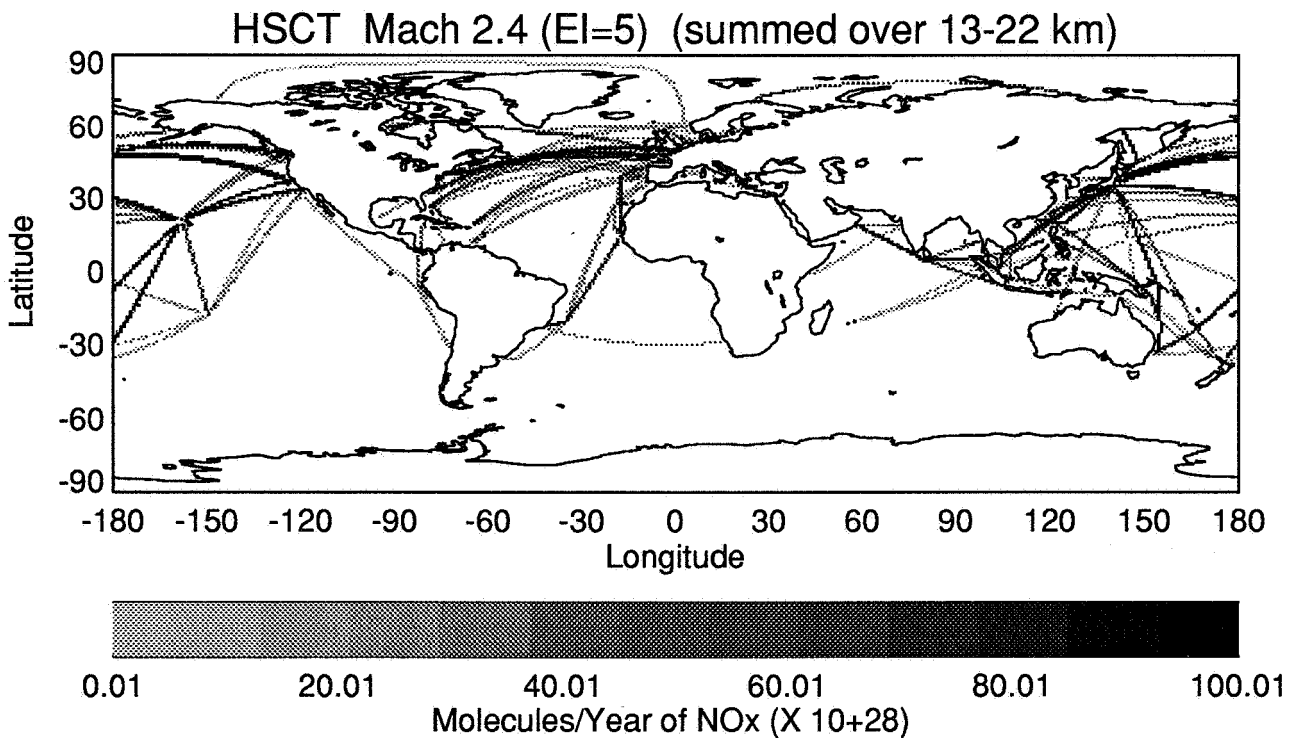 HSCT Mach 2.4 (EI=5) (summed over 13-22 km)
90
60
30
0
-30
-60
-90
Latitude
-180 -150 -120 -90 -60 -30 0 30 60 90 120 150 180
Longitude
0.01 20.01 40.01 60.01 80.01 100.01
Molecules/Year of NOx (X 10+28)